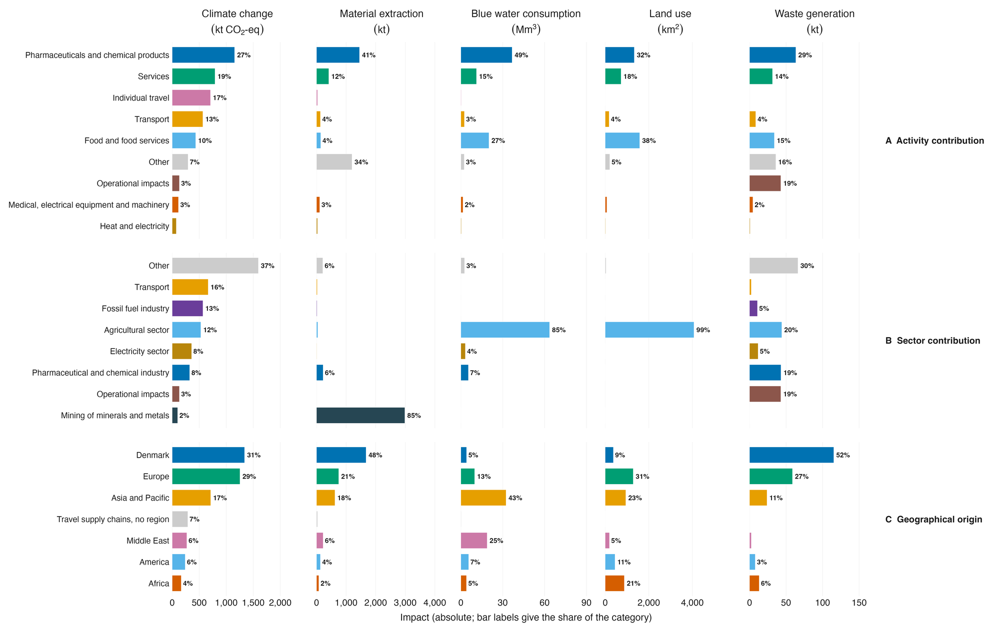 Climate change Material extraction Blue water consumption Land use Waste generation
(kt CO₂-eq) (kt) (Mm³) (km²) (kt)
Pharmaceuticals and chemical products 27% 41% 49% 32% 29%
Services 19% 12% 15% 18% 14%
Individual travel 17%
Transport 13% 4% 3% 4% 4%
Food and food services 10% 4% 27% 38% 15% A Activity contribution
Other 7% 34% 3% 5% 16%
Operational impacts 3% 19%
Medical, electrical equipment and machinery 3% 3% 2% 2%
Heat and electricity
Other 37% 6% 3% 30%
Transport 16%
Fossil fuel industry 13% 5%
Agricultural sector 12% 85% 99% 20%
B Sector contribution
Electricity sector 8% 4% 5%
Pharmaceutical and chemical industry 8% 6% 7% 19%
Operational impacts 3% 19%
Mining of minerals and metals 2% 85%
Denmark 31% 48% 5% 9% 52%
Europe 29% 21% 13% 31% 27%
Asia and Pacific 17% 18% 43% 23% 11%
Travel supply chains, no region 7% C Geographical origin
Middle East 6% 6% 25% 5%
America 6% 4% 7% 11% 3%
Africa 4% 2% 5% 21% 6%
0 500 1,000 1,500 2,000 0 1,000 2,000 3,000 4,000 0 30 60 90 0 2,000 4,000 0 50 100 150
Impact (absolute; bar labels give the share of the category)